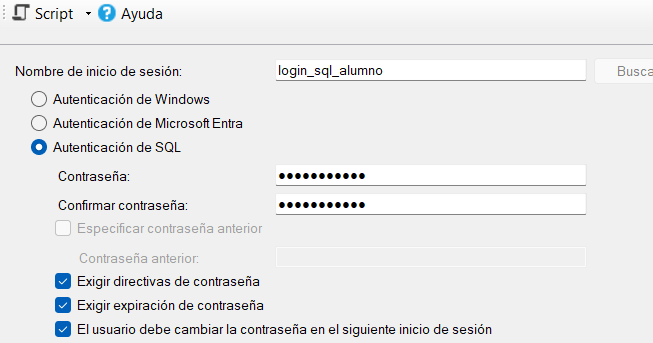 Script Ayuda
Nombre de inicio de sesión: login_sql_alumno Busca
Autenticación de Windows
Autenticación de Microsoft Entra
Autenticación de SQL
Contraseña: ●●●●●●●●●●●
Confirmar contraseña: ●●●●●●●●●●●
Especificar contraseña anterior
Contraseña anterior:
Exigir directivas de contraseña
Exigir expiración de contraseña
El usuario debe cambiar la contraseña en el siguiente inicio de sesión